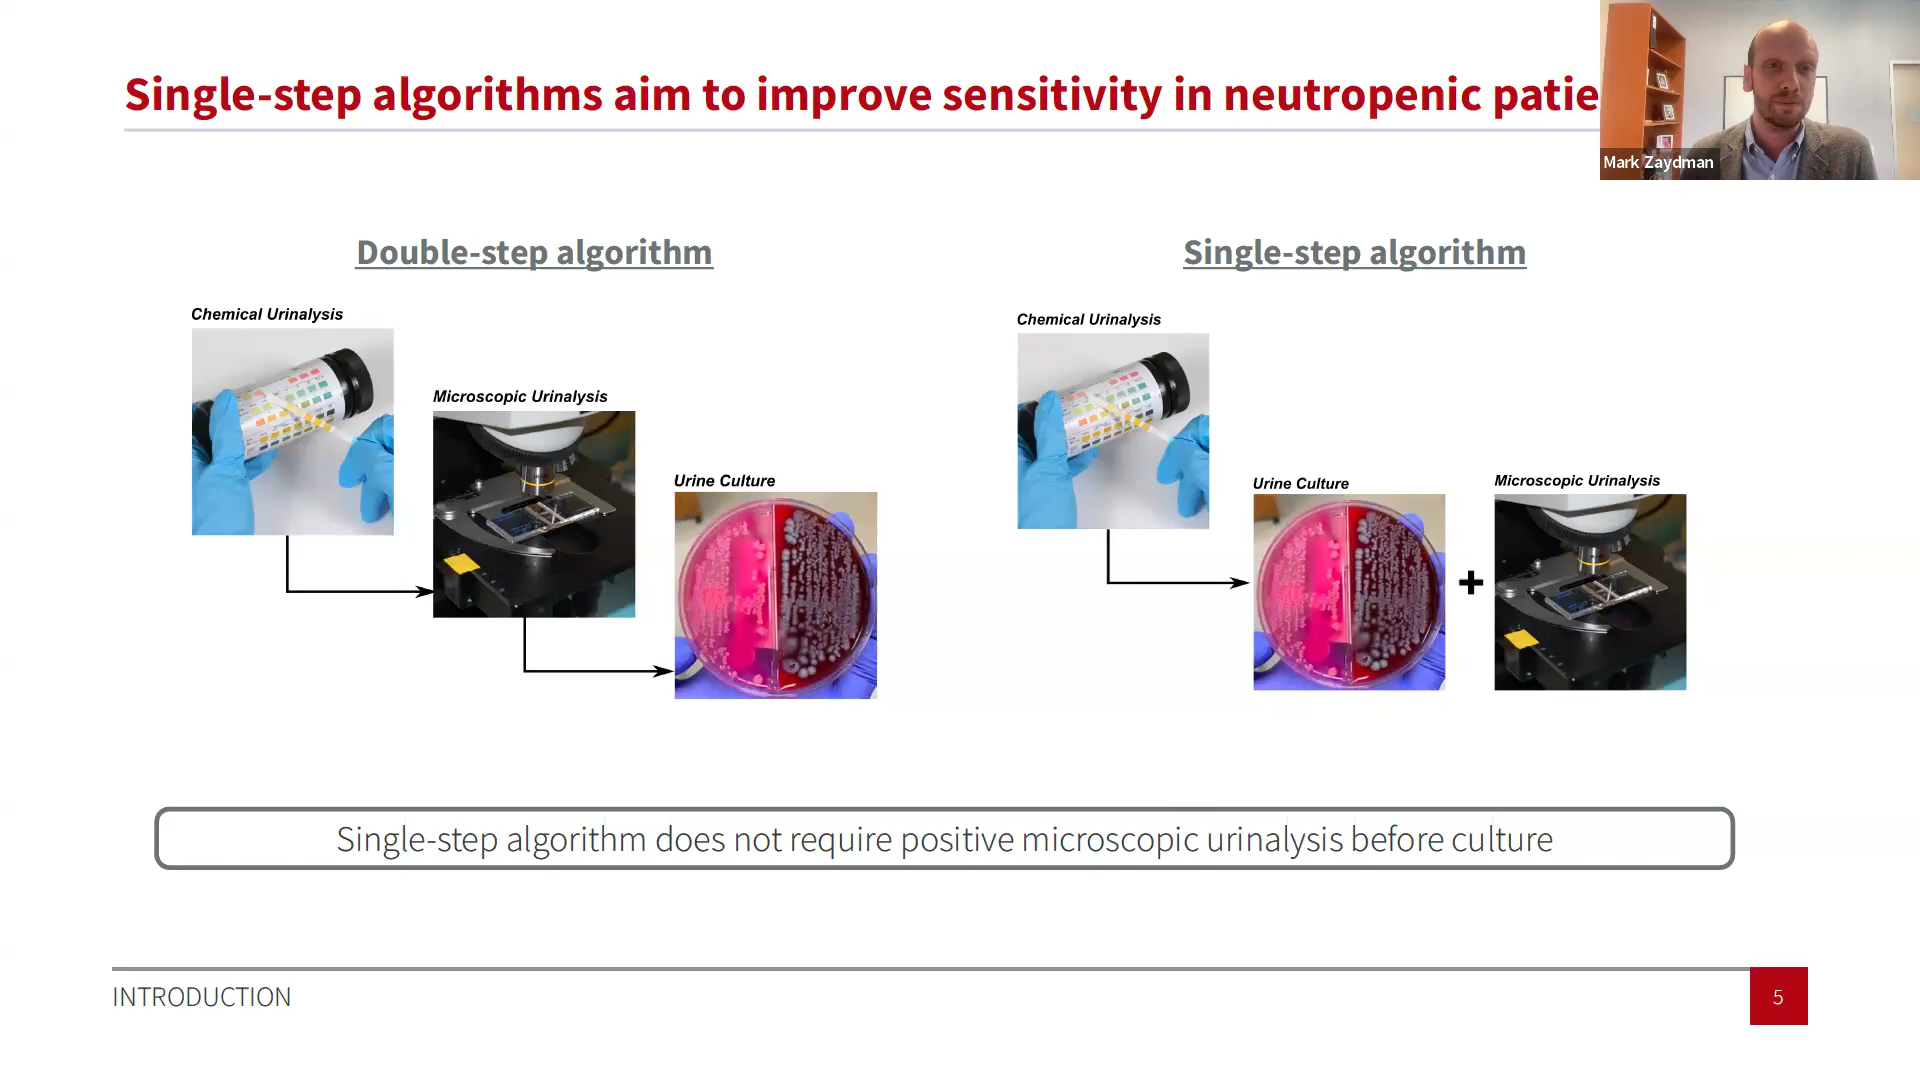 Single-step algorithms aim to improve sensitivity in neutropenic patie
Mark Zaydman
Double-step algorithm
Single-step algorithm
Chemical Urinalysis
Microscopic Urinalysis
Urine Culture
Chemical Urinalysis
Urine Culture
+
Microscopic Urinalysis
Single-step algorithm does not require positive microscopic urinalysis before culture
INTRODUCTION
5